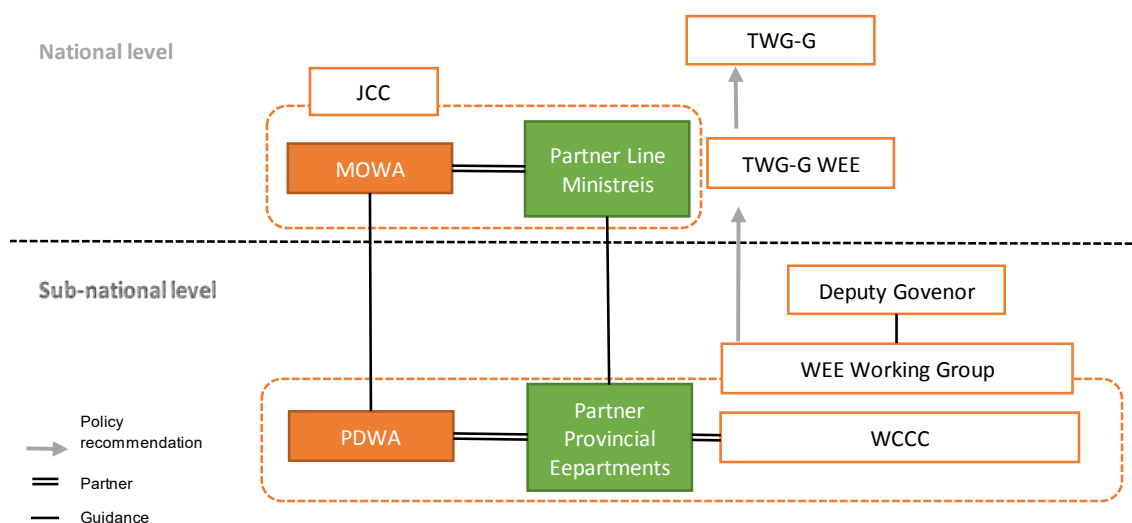 National level
TWG-G
JCC
MOWA
Partner Line
Ministreis
TWG-G WEE
Sub-national level
Deputy Govenor
WEE Working Group
PDWA
Partner
Provincial
Eepartments
WCCC
Policy
recommendation
Partner
Guidance